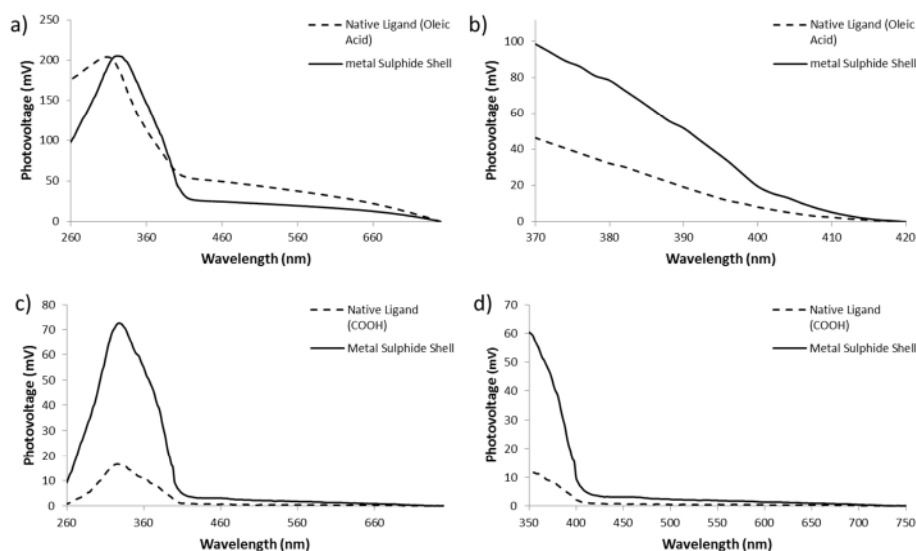 a)
Native Ligand (Oleic
Acid)
metal Sulphide Shell
250
200
150
100
50
0
Photovoltage (mV)
260 360 460 560 660
Wavelength (nm)
b)
Native Ligand (Oleic
Acid)
metal Sulphide Shell
100
80
60
40
20
0
Photovoltage (mV)
370 380 390 400 410 420
Wavelength (nm)
c)
Native Ligand
(COOH)
Metal Sulphide Shell
80
70
60
50
40
30
20
10
0
Photovoltage (mV)
260 360 460 560 660
Wavelength (nm)
d)
Native Ligand
(COOH)
Metal Sulphide Shell
70
60
50
40
30
20
10
0
Photovoltage (mV)
350 400 450 500 550 600 650 700 750
Wavelength (nm)